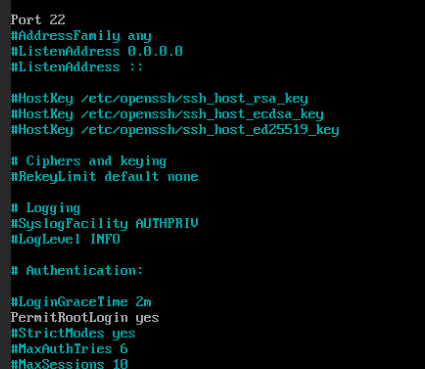 Port 22
#AddressFamily any
#ListenAddress 0.0.0.0
#ListenAddress ::
#HostKey /etc/openssh/ssh_host_rsa_key
#HostKey /etc/openssh/ssh_host_ecdsa_key
#HostKey /etc/openssh/ssh_host_ed25519_key
# Ciphers and keying
#RekeyLimit default none
# Logging
#SyslogFacility AUTHPRIV
#LogLevel INFO
# Authentication:
#LoginGraceTime 2m
PermitRootLogin yes
#StrictModes yes
#MaxAuthTries 6
#MaxSessions 10